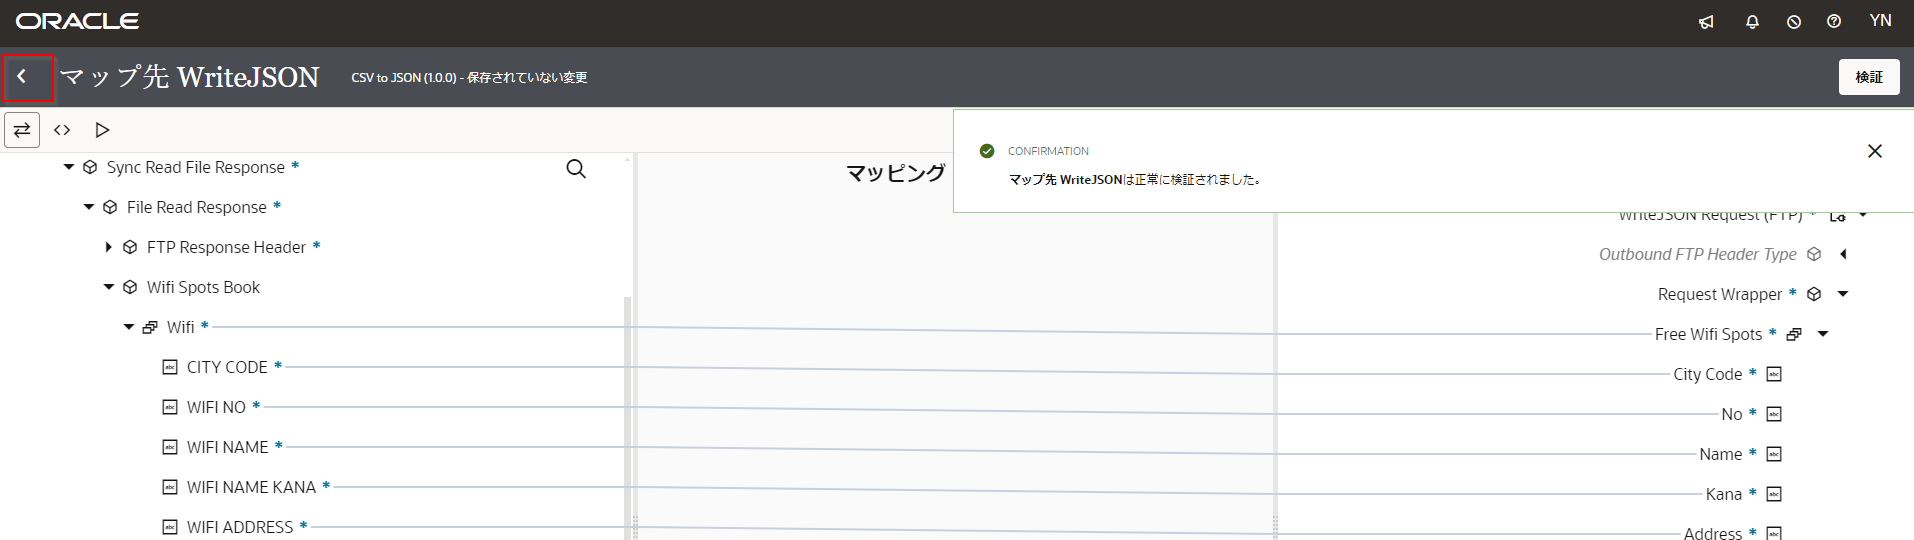 ORACLE
YN
マップ先 WriteJSON
CSV to JSON (1.0.0) - 保存されていない変更
検証
CONFIRMATION
マップ先 WriteJSONは正常に検証されました。
Sync Read File Response *
File Read Response *
FTP Response Header *
Wifi Spots Book
Wifi *
CITY CODE *
WIFI NO *
WIFI NAME *
WIFI NAME KANA *
WIFI ADDRESS *
マッピング
WriteJSON Request (FTP) *
Outbound FTP Header Type
Request Wrapper *
Free Wifi Spots *
City Code *
No *
Name *
Kana *
Address *